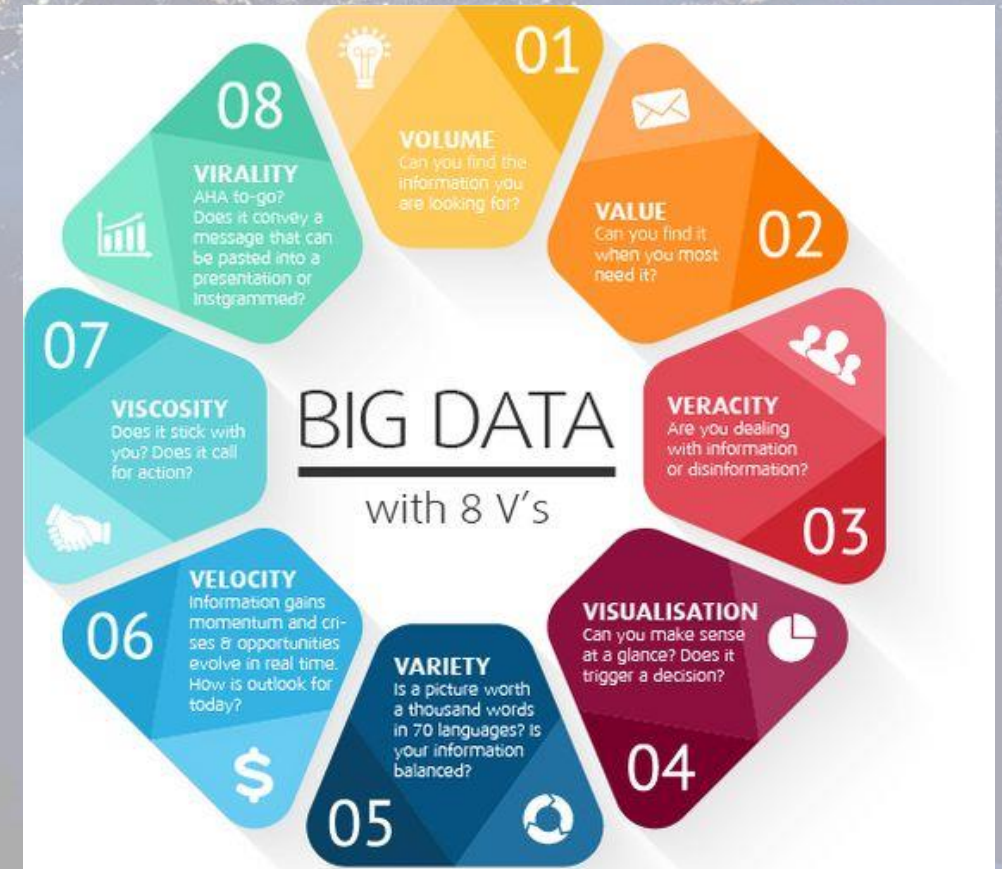 BIG DATA
with 8 V's
01
VOLUME
Can you find the
information you
are looking for?
02
VALUE
Can you find it
when you most
need it?
03
VERACITY
Are you dealing
with information
or disinformation?
04
VISUALISATION
Can you make sense
at a glance? Does it
trigger a decision?
05
VARIETY
Is a picture worth
a thousand words
in 70 languages? Is
your information
balanced?
06
VELOCITY
Information gains
momentum and cri-
ses & opportunities
evolve in real time.
How is outlook for
today?
07
VISCOSITY
Does it stick with
you? Does it call
for action?
08
VIRALITY
AHA to-go?
Does it convey a
message that can
be pasted into a
presentation or
Instgrammed?
$